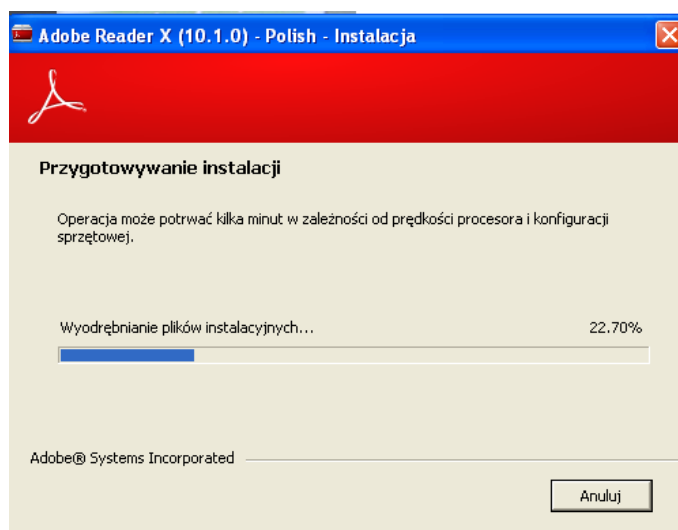 Adobe Reader X (10.1.0) - Polish - Instalacja
Przygotowywanie instalacji
Operacja może potrwać kilka minut w zależności od prędkości procesora i konfiguracji
sprzętowej.
Wyodrębnianie plików instalacyjnych... 22.70%
Adobe® Systems Incorporated
Anuluj